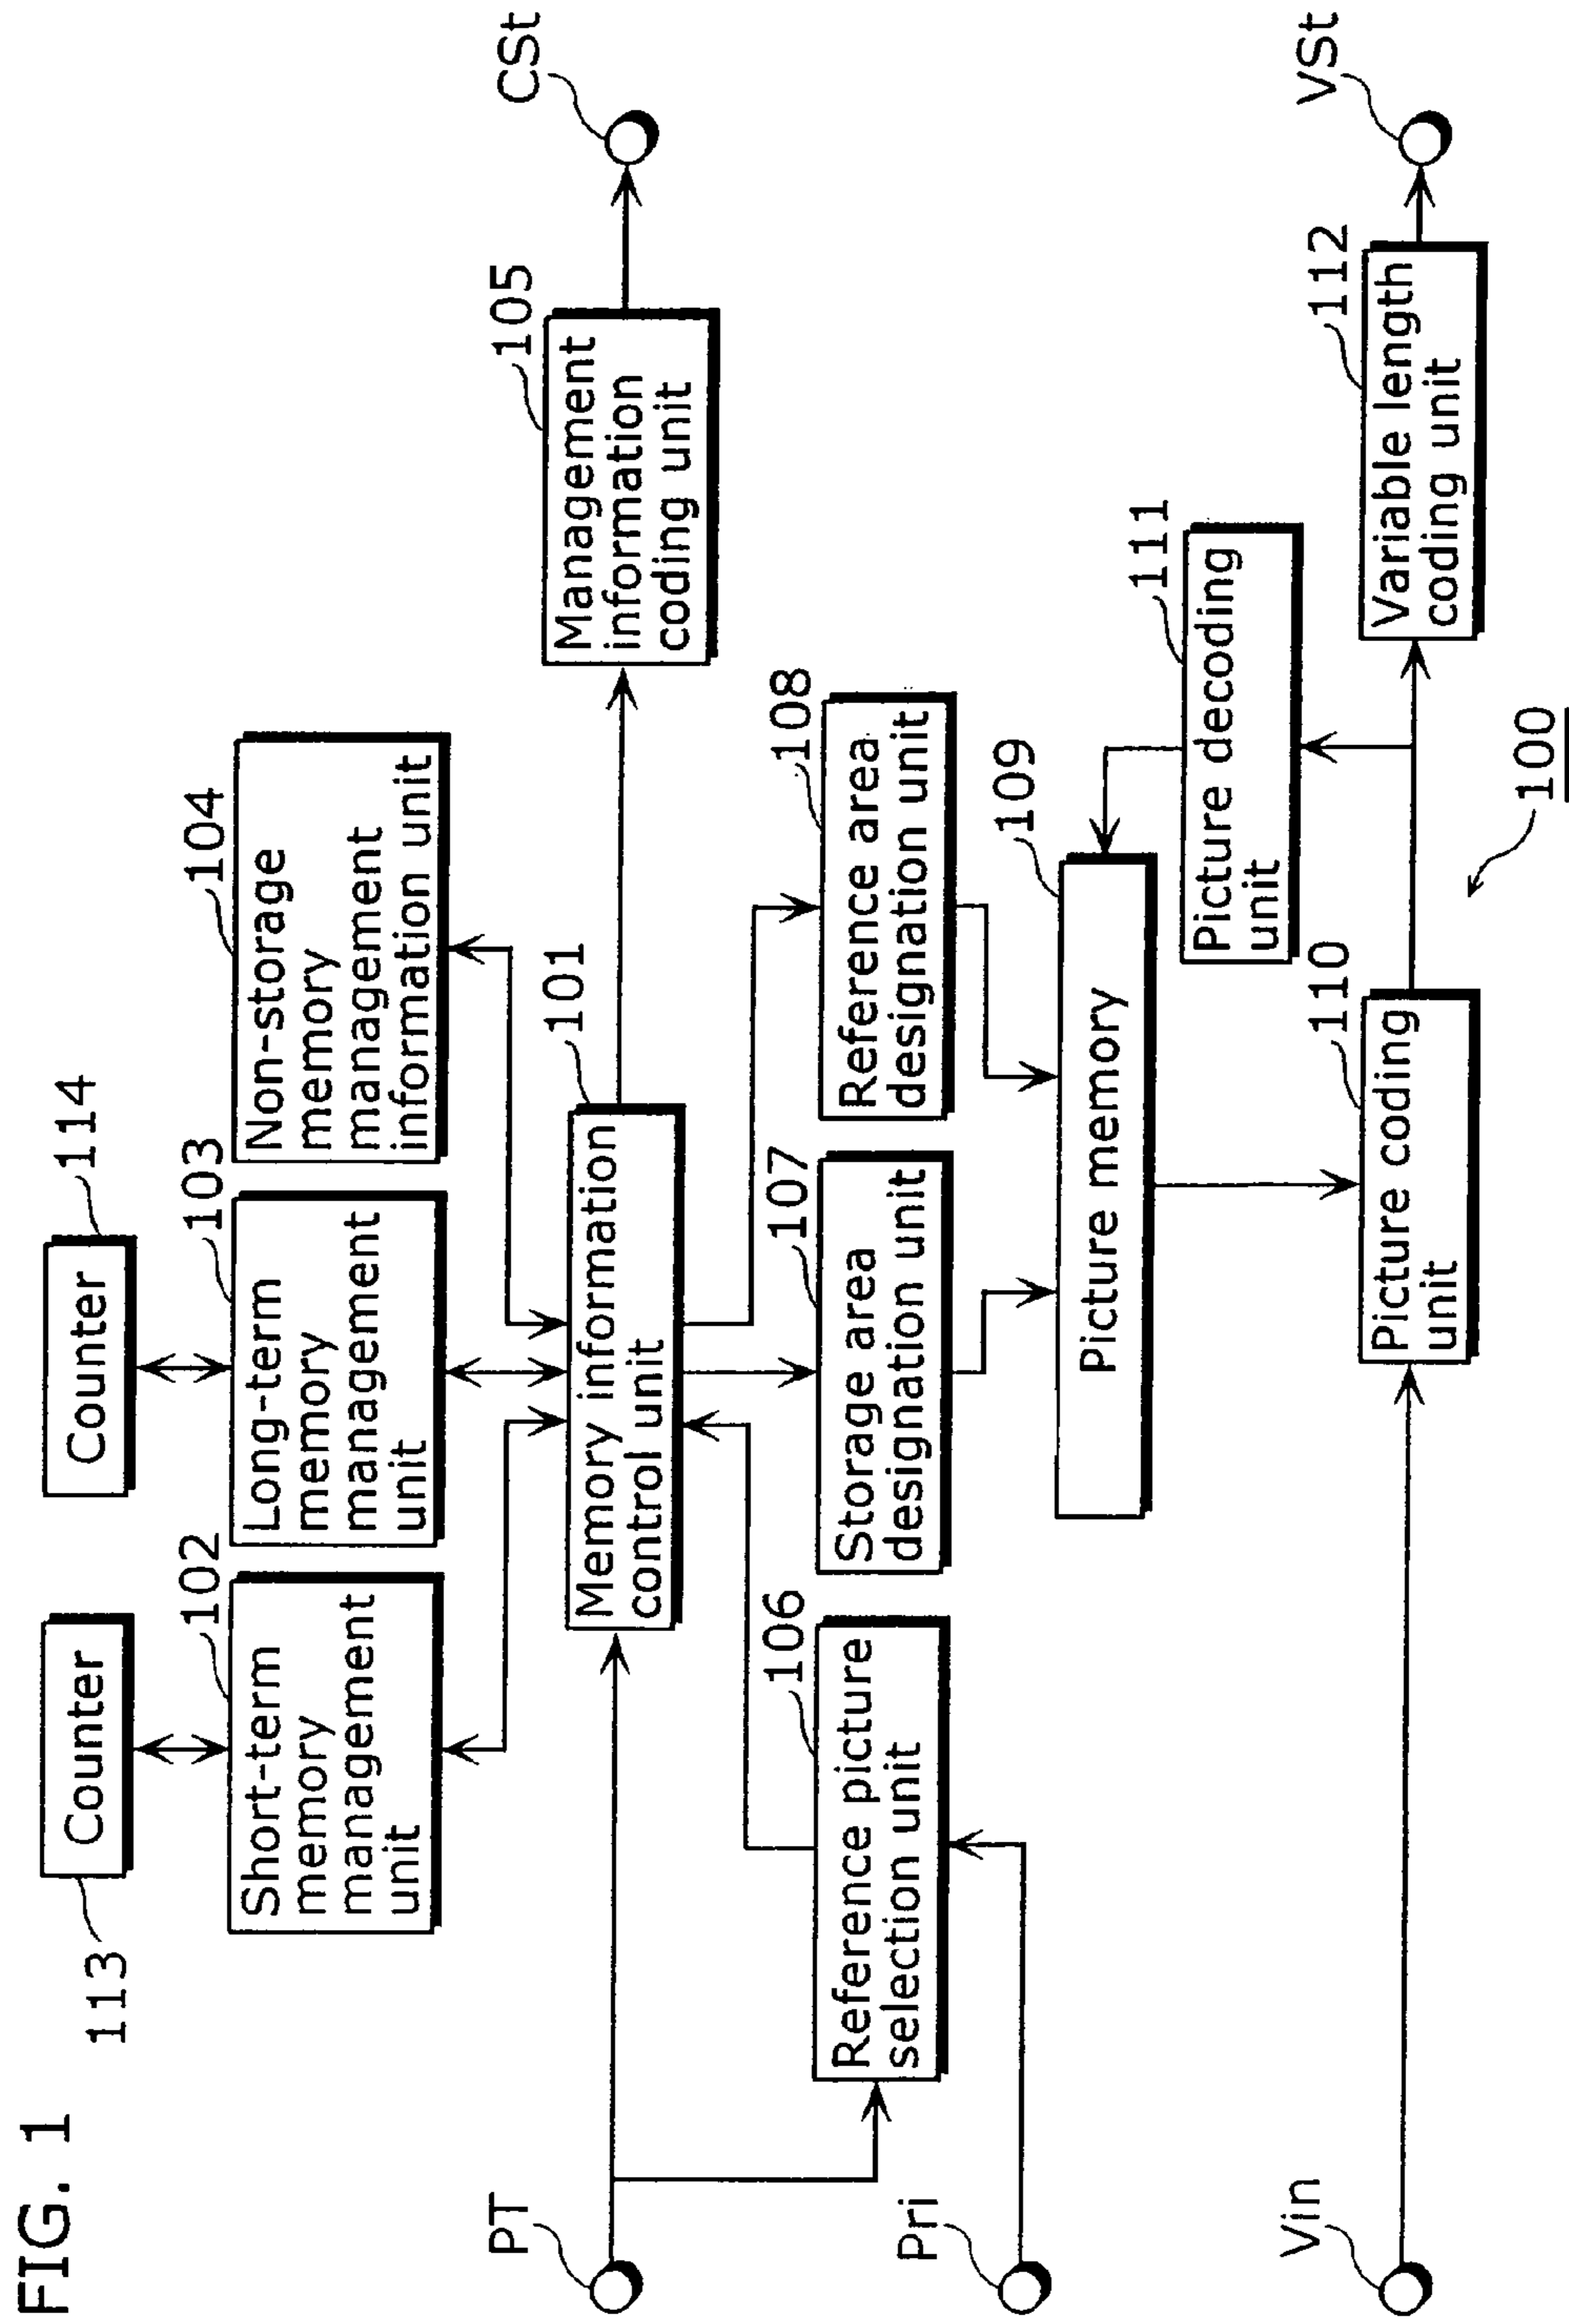 FIG. 1
113
Counter
Counter
114
102
Short-term
memory
management
unit
103
Long-term
memory
management
unit
104
Non-storage
memory
management
information unit
PT
101
Memory information
control unit
105
Management
information
coding unit
CSt
Pri
106
Reference picture
selection unit
107
Storage area
designation unit
108
Reference area
designation unit
109
Picture memory
111
Picture decoding
unit
Vin
110
Picture coding
unit
112
Variable length
coding unit
VSt
100